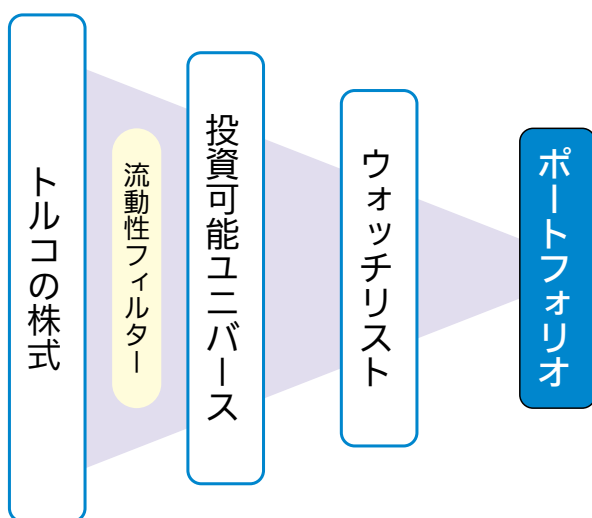 トルコの株式
流動性フィルター
投資可能ユニバース
ウォッチリスト
ポートフォリオ